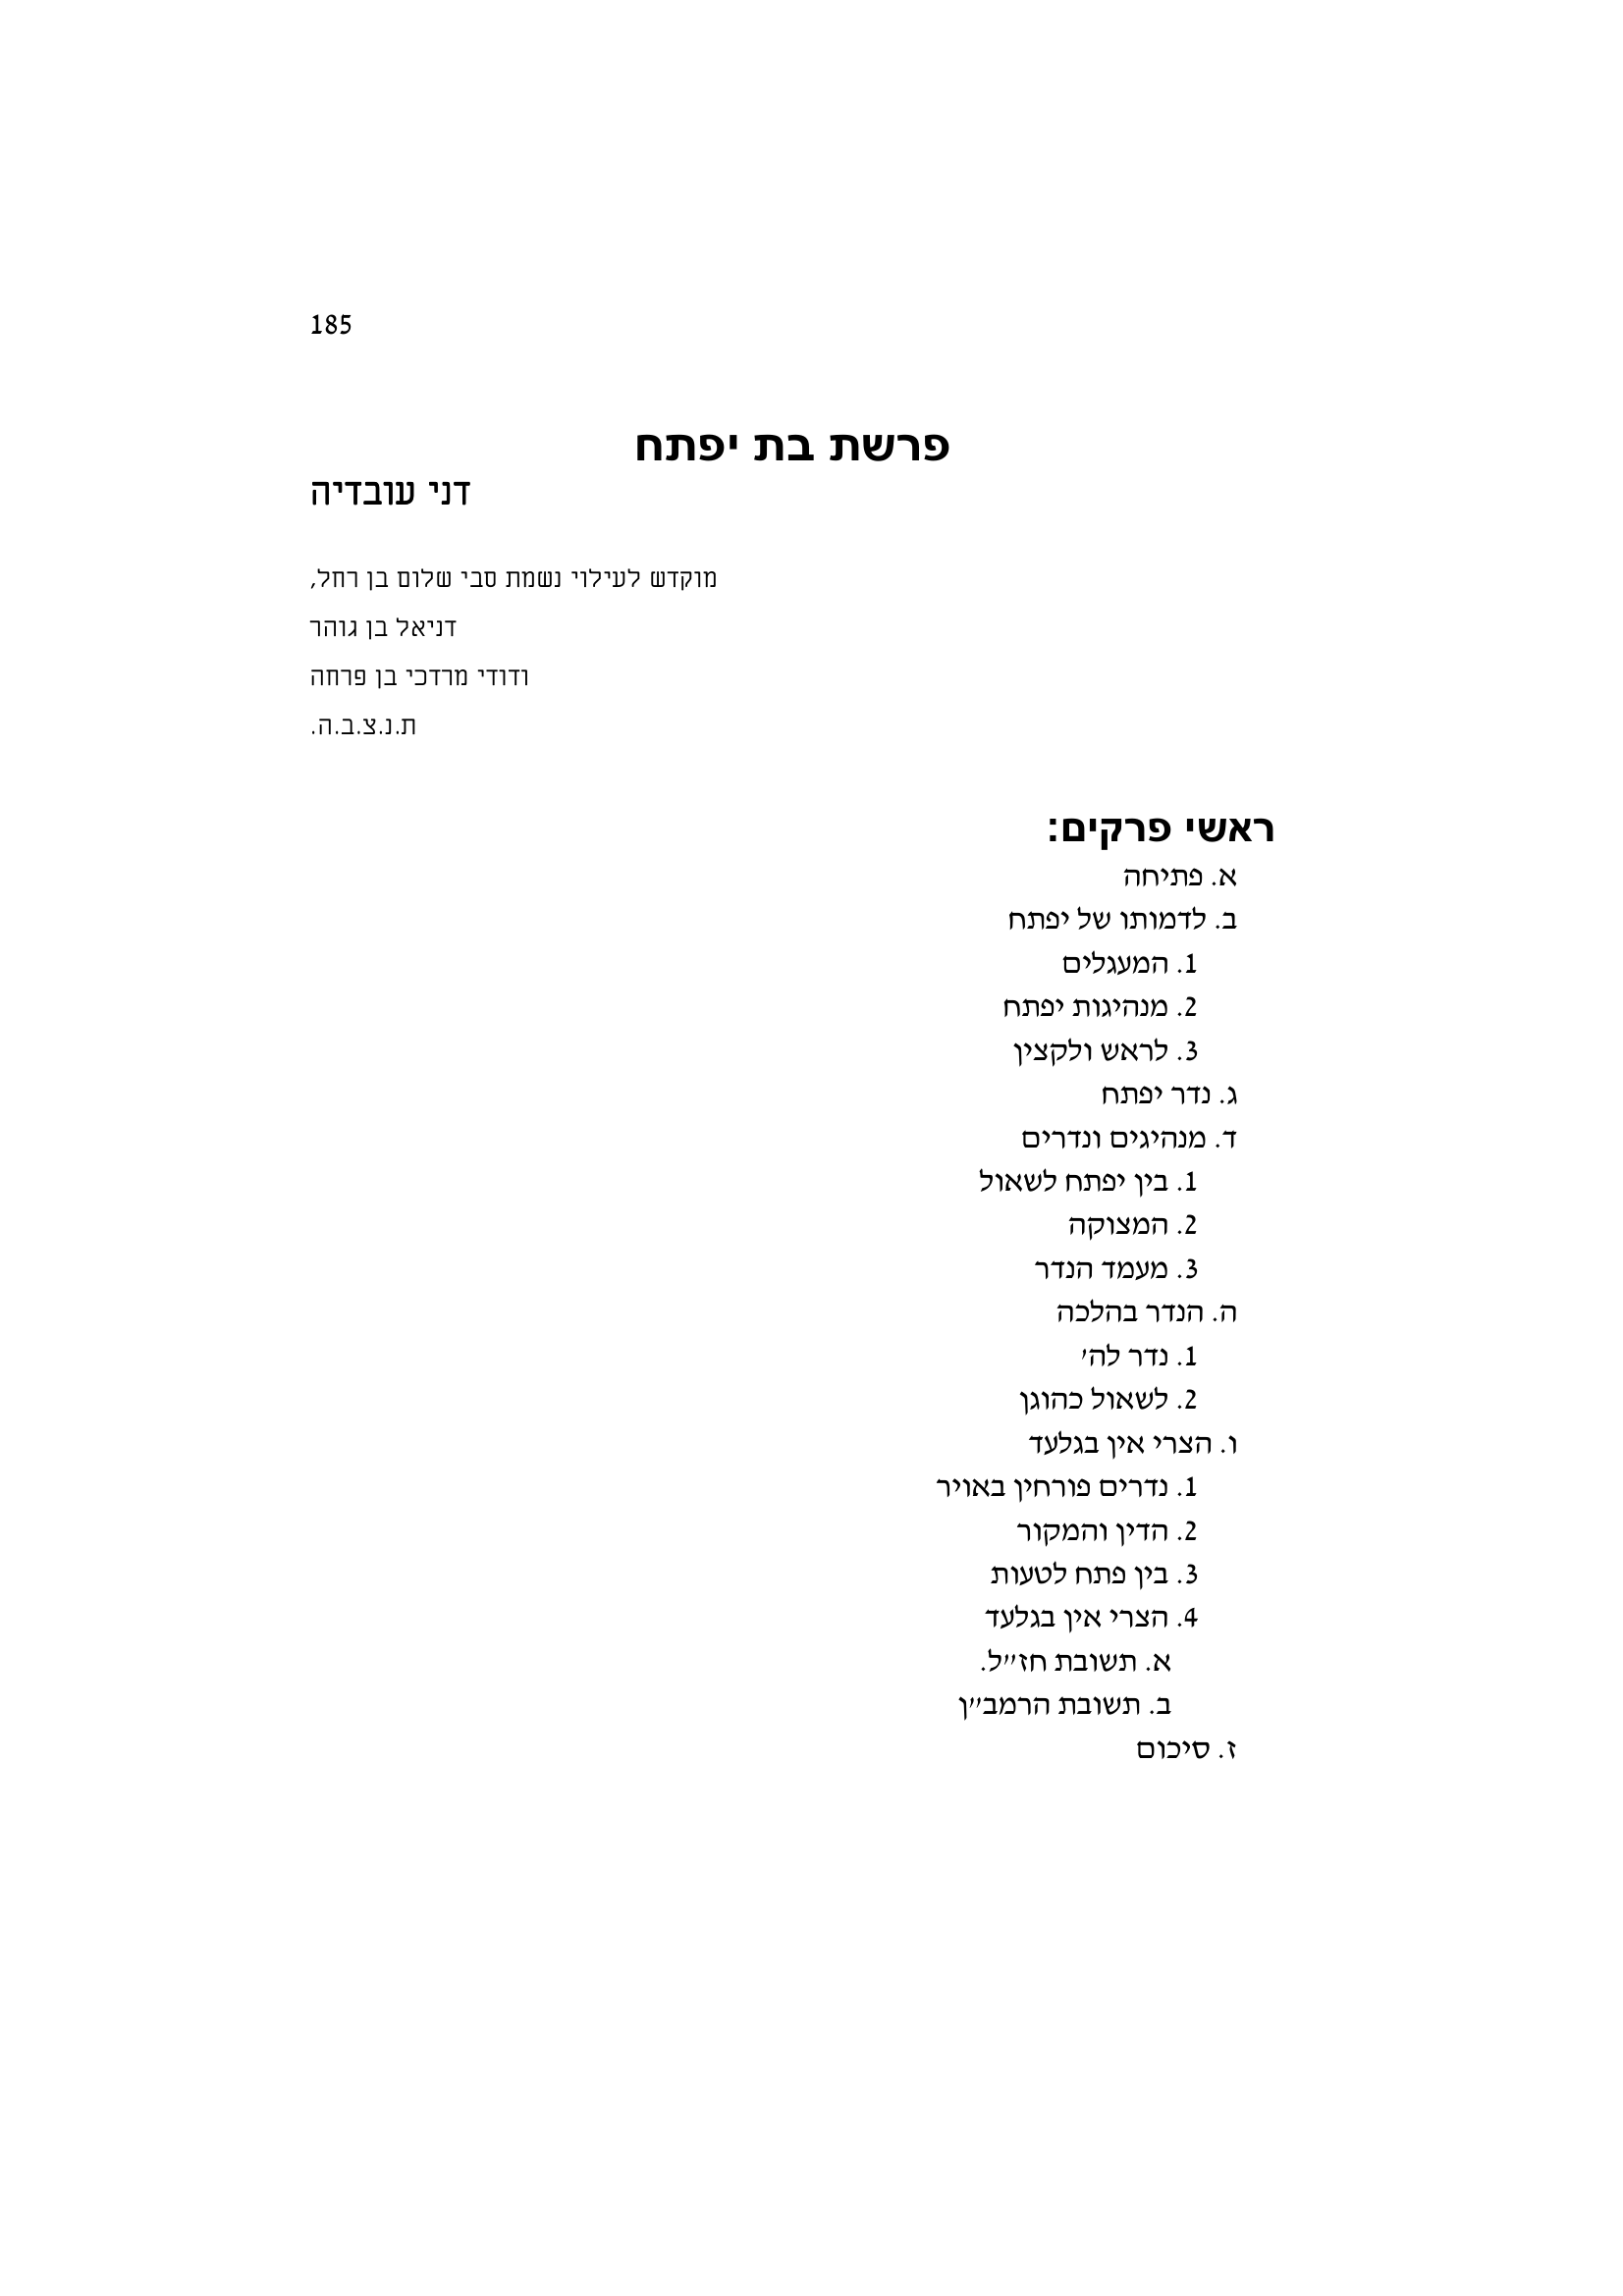 185
פרשת בת יפתח
דני עובדיה
מוקדש לעילוי נשמת סבי שלום בן רחל,
דניאל בן גוהר
ודודי מרדכי בן פרחה
ת.נ.צ.ב.ה.
ראשי פרקים:
א. פתיחה
ב. לדמותו של יפתח
1. המעגלים
2. מנהיגות יפתח
3. לראש ולקצין
ג. נדר יפתח
ד. מנהיגים ונדרים
1. בין יפתח לשאול
2. המצוקה
3. מעמד הנדר
ה. הנדר בהלכה
1. נדר לה'
2. לשאול כהוגן
ו. הצרי אין בגלעד
1. נדרים פורחין באויר
2. הדין והמקור
3. בין פתח לטעות
4. הצרי אין בגלעד
א. תשובת חז"ל.
ב. תשובת הרמב"ן
ז. סיכום